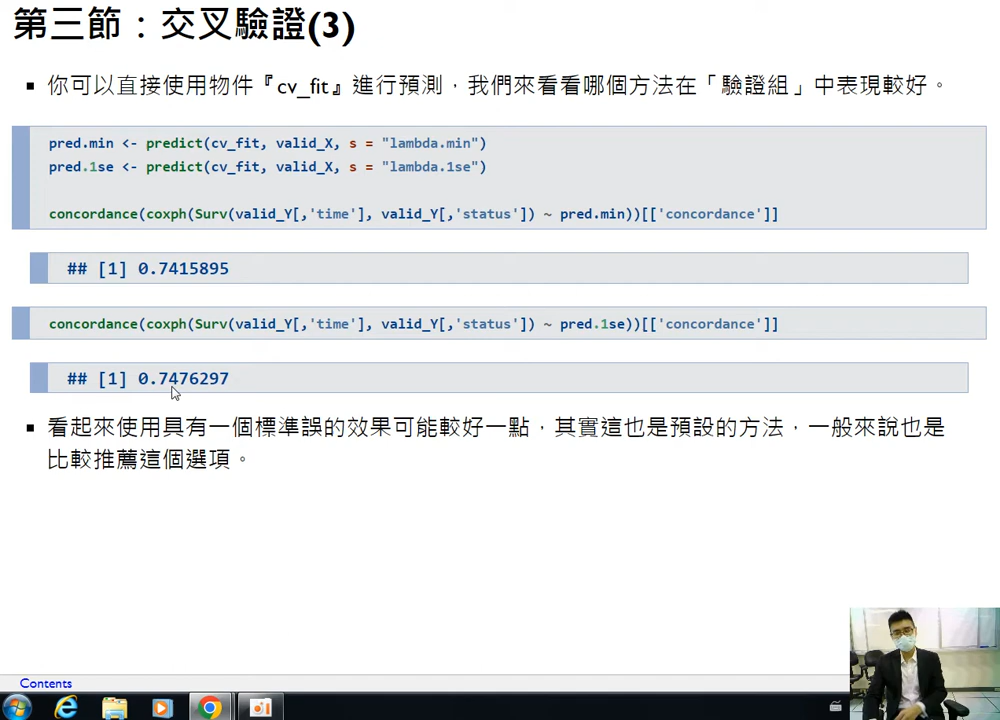 第三節：交叉驗證(3)
你可以直接使用物件『cv_fit』進行預測，我們來看看哪個方法在「驗證組」中表現較好。
pred.min <- predict(cv_fit, valid_X, s = "lambda.min")
pred.1se <- predict(cv_fit, valid_X, s = "lambda.1se")
concordance(coxph(Surv(valid_Y[,'time'], valid_Y[,'status']) ~ pred.min))[['concordance']]
## [1] 0.7415895
concordance(coxph(Surv(valid_Y[,'time'], valid_Y[,'status']) ~ pred.1se))[['concordance']]
## [1] 0.7476297
看起來使用具有一個標準誤的效果可能較好一點，其實這也是預設的方法，一般來說也是
比較推薦這個選項。
Contents